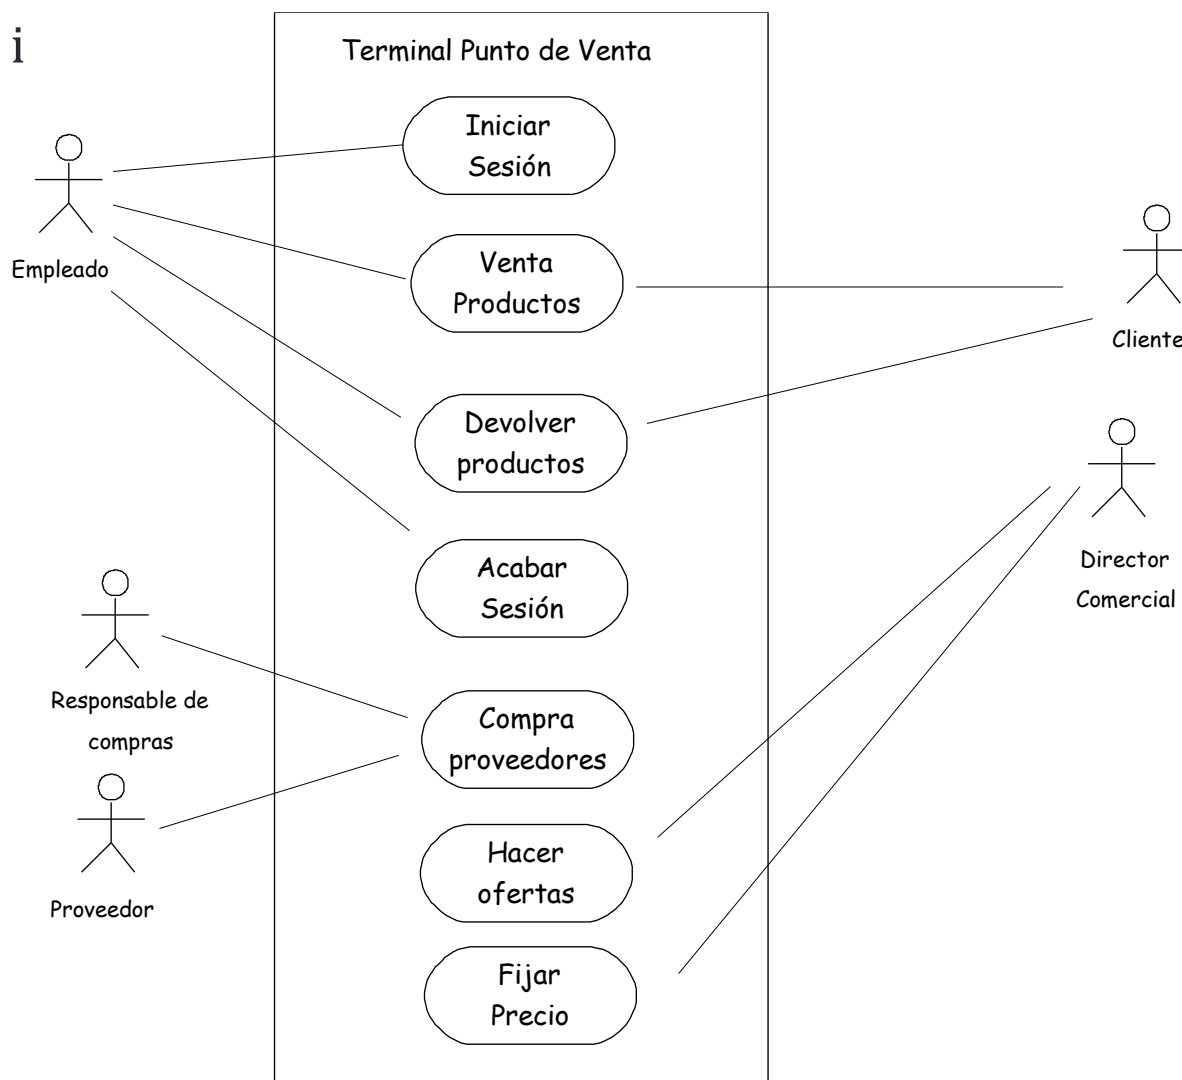 i
Terminal Punto de Venta
Iniciar
Sesión
Empleado
Venta
Productos
Cliente
Devolver
productos
Acabar
Sesión
Director
Comercial
Responsable de
compras
Compra
proveedores
Proveedor
Hacer
ofertas
Fijar
Precio